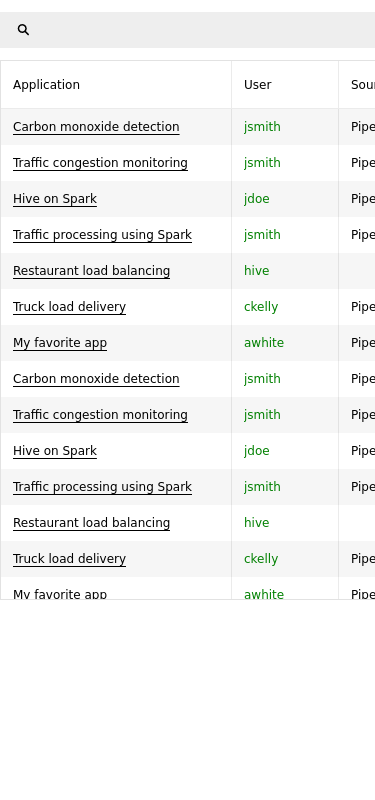 Application User Sour
Carbon monoxide detection jsmith Pipe
Traffic congestion monitoring jsmith Pipe
Hive on Spark jdoe Pipe
Traffic processing using Spark jsmith Pipe
Restaurant load balancing hive
Truck load delivery ckelly Pipe
My favorite app awhite Pipe
Carbon monoxide detection jsmith Pipe
Traffic congestion monitoring jsmith Pipe
Hive on Spark jdoe Pipe
Traffic processing using Spark jsmith Pipe
Restaurant load balancing hive
Truck load delivery ckelly Pipe
My favorite app awhite Pipe